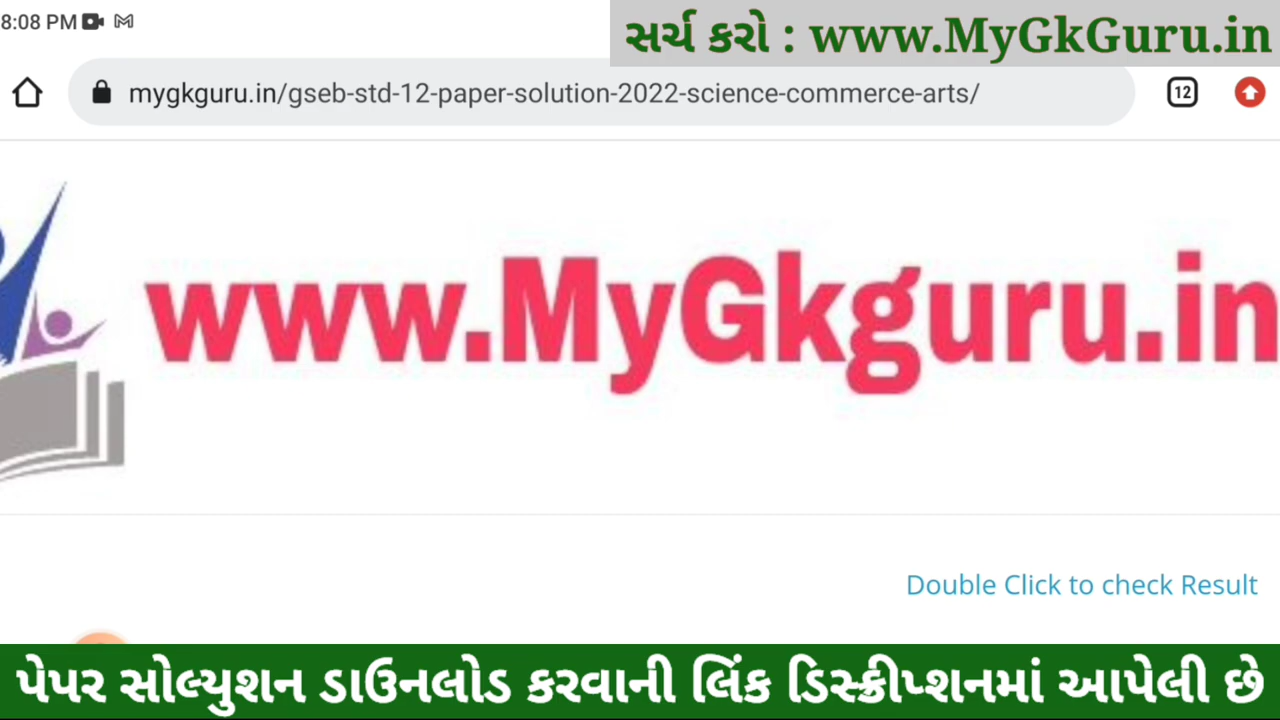 8:08 PM
સર્ચ કરો : www.MyGkGuru.in
mygkguru.in/gseb-std-12-paper-solution-2022-science-commerce-arts/
12
www.MyGkguru.in
Double Click to check Result
પેપર સોલ્યુશન ડાઉનલોડ કરવાની લિંક ડિસ્ક્રીપ્શનમાં આપેલી છે